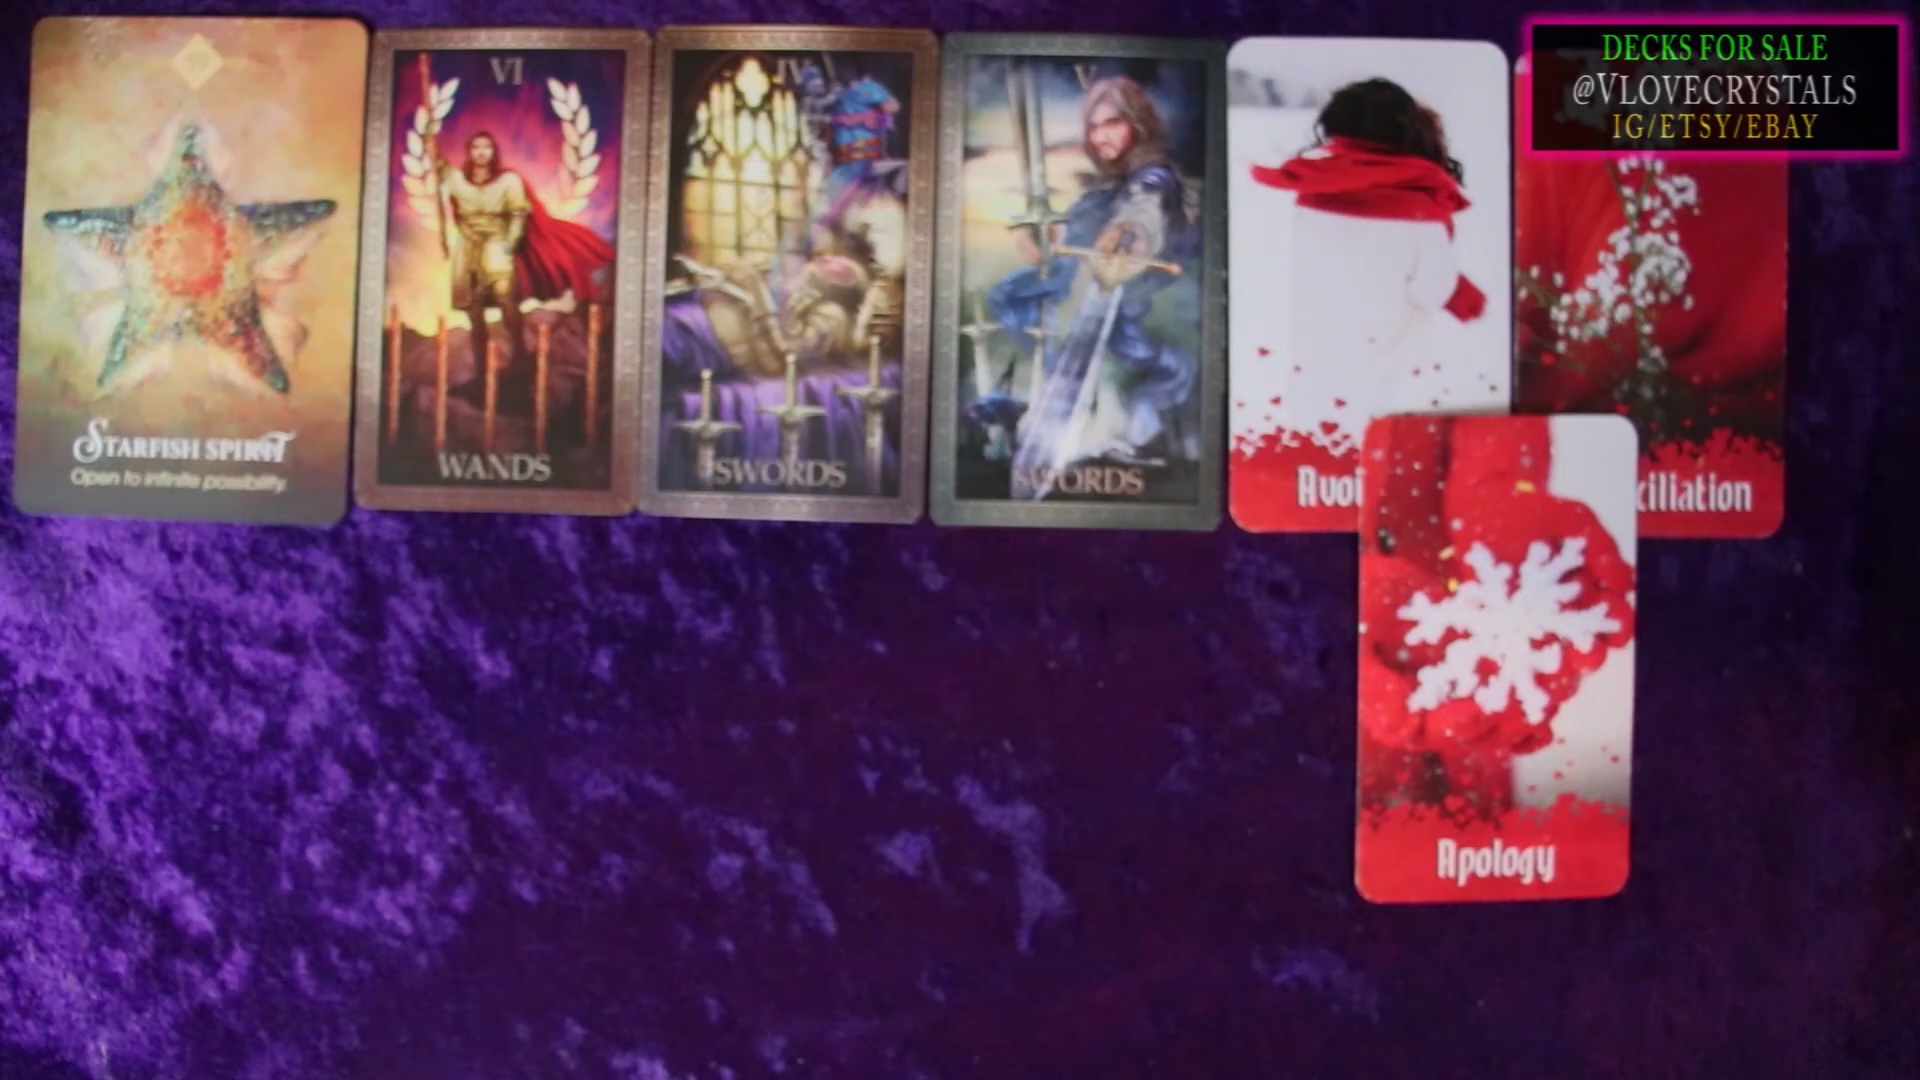 DECKS FOR SALE
@VLOVECRYSTALS
IG/ETSY/EBAY
VI
IV
V
STARFISH SPIRIT
Open to infinite possibility.
WANDS
SWORDS
SWORDS
Avoi
ciliation
Apology